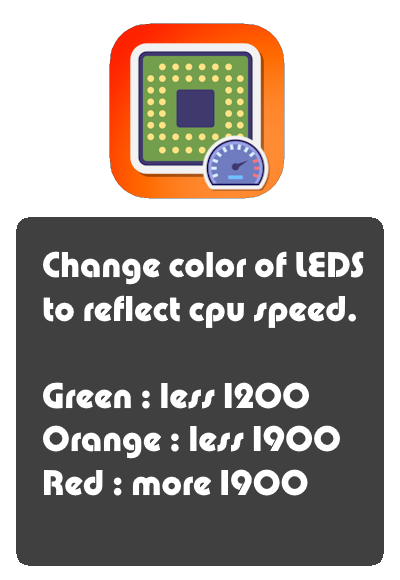 Change color of LEDS
to reflect cpu speed.
Green : less 1200
Orange : less 1900
Red : more 1900